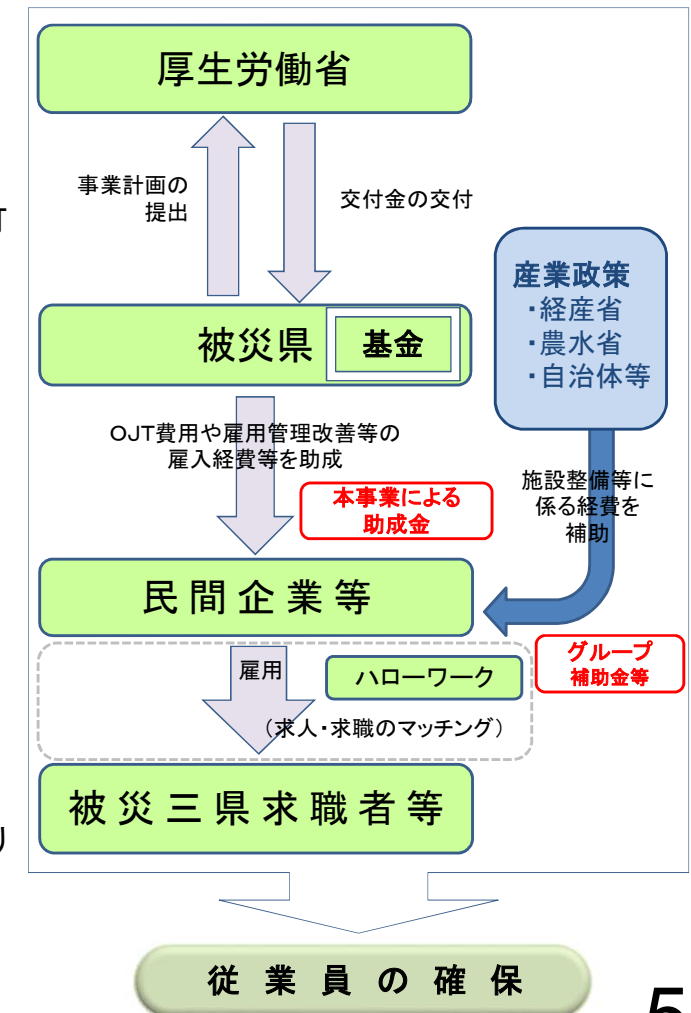 厚生労働省
事業計画の
提出
交付金の交付
産業政策
・経産省
・農水省
・自治体等
被災県
基金
OJT費用や雇用管理改善等の
雇入経費等を助成
本事業による
助成金
施設整備等に
係る経費を
補助
民間企業等
グループ
補助金等
雇用
ハローワーク
（求人・求職のマッチング）
被災三県求職者等
従業員の確保
5